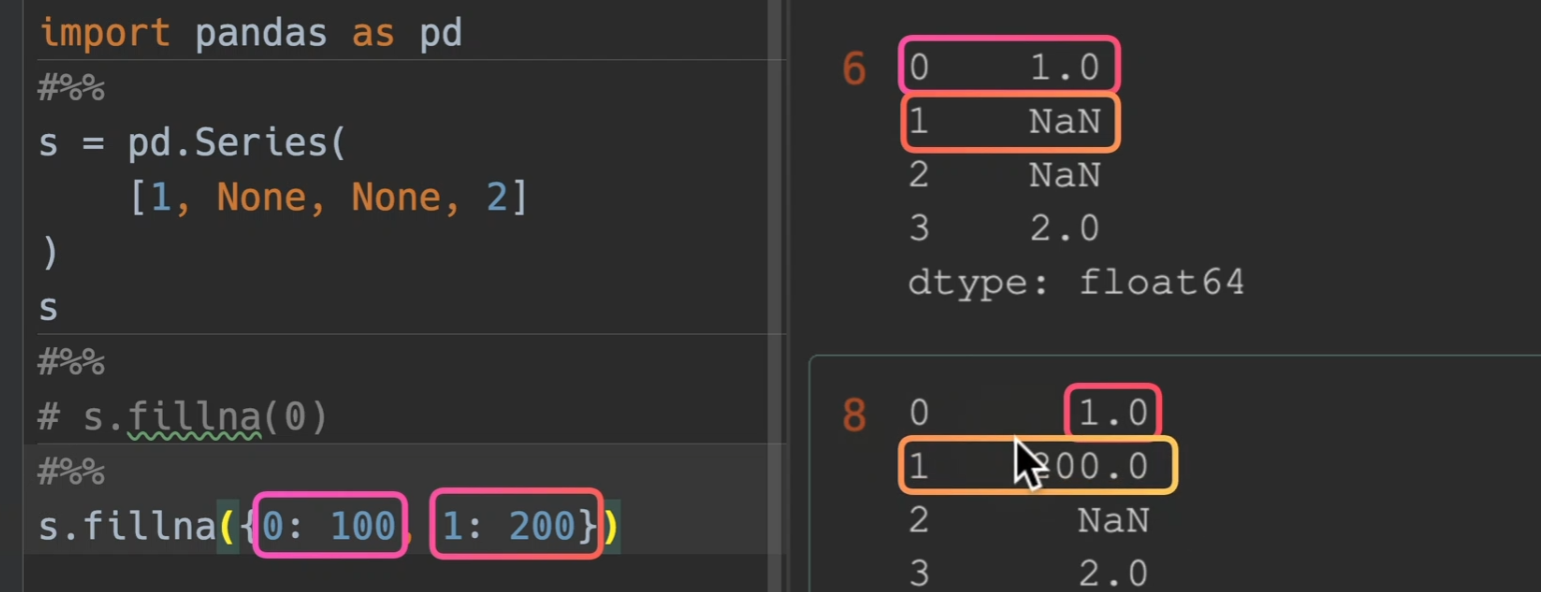 import pandas as pd
#%%
s = pd.Series(
    [1, None, None, 2]
)
s
#%%
# s.fillna(0)
#%%
s.fillna({0: 100, 1: 200})
6
0 1.0
1 NaN
2 NaN
3 2.0
dtype: float64
8
0 1.0
1 200.0
2 NaN
3 2.0